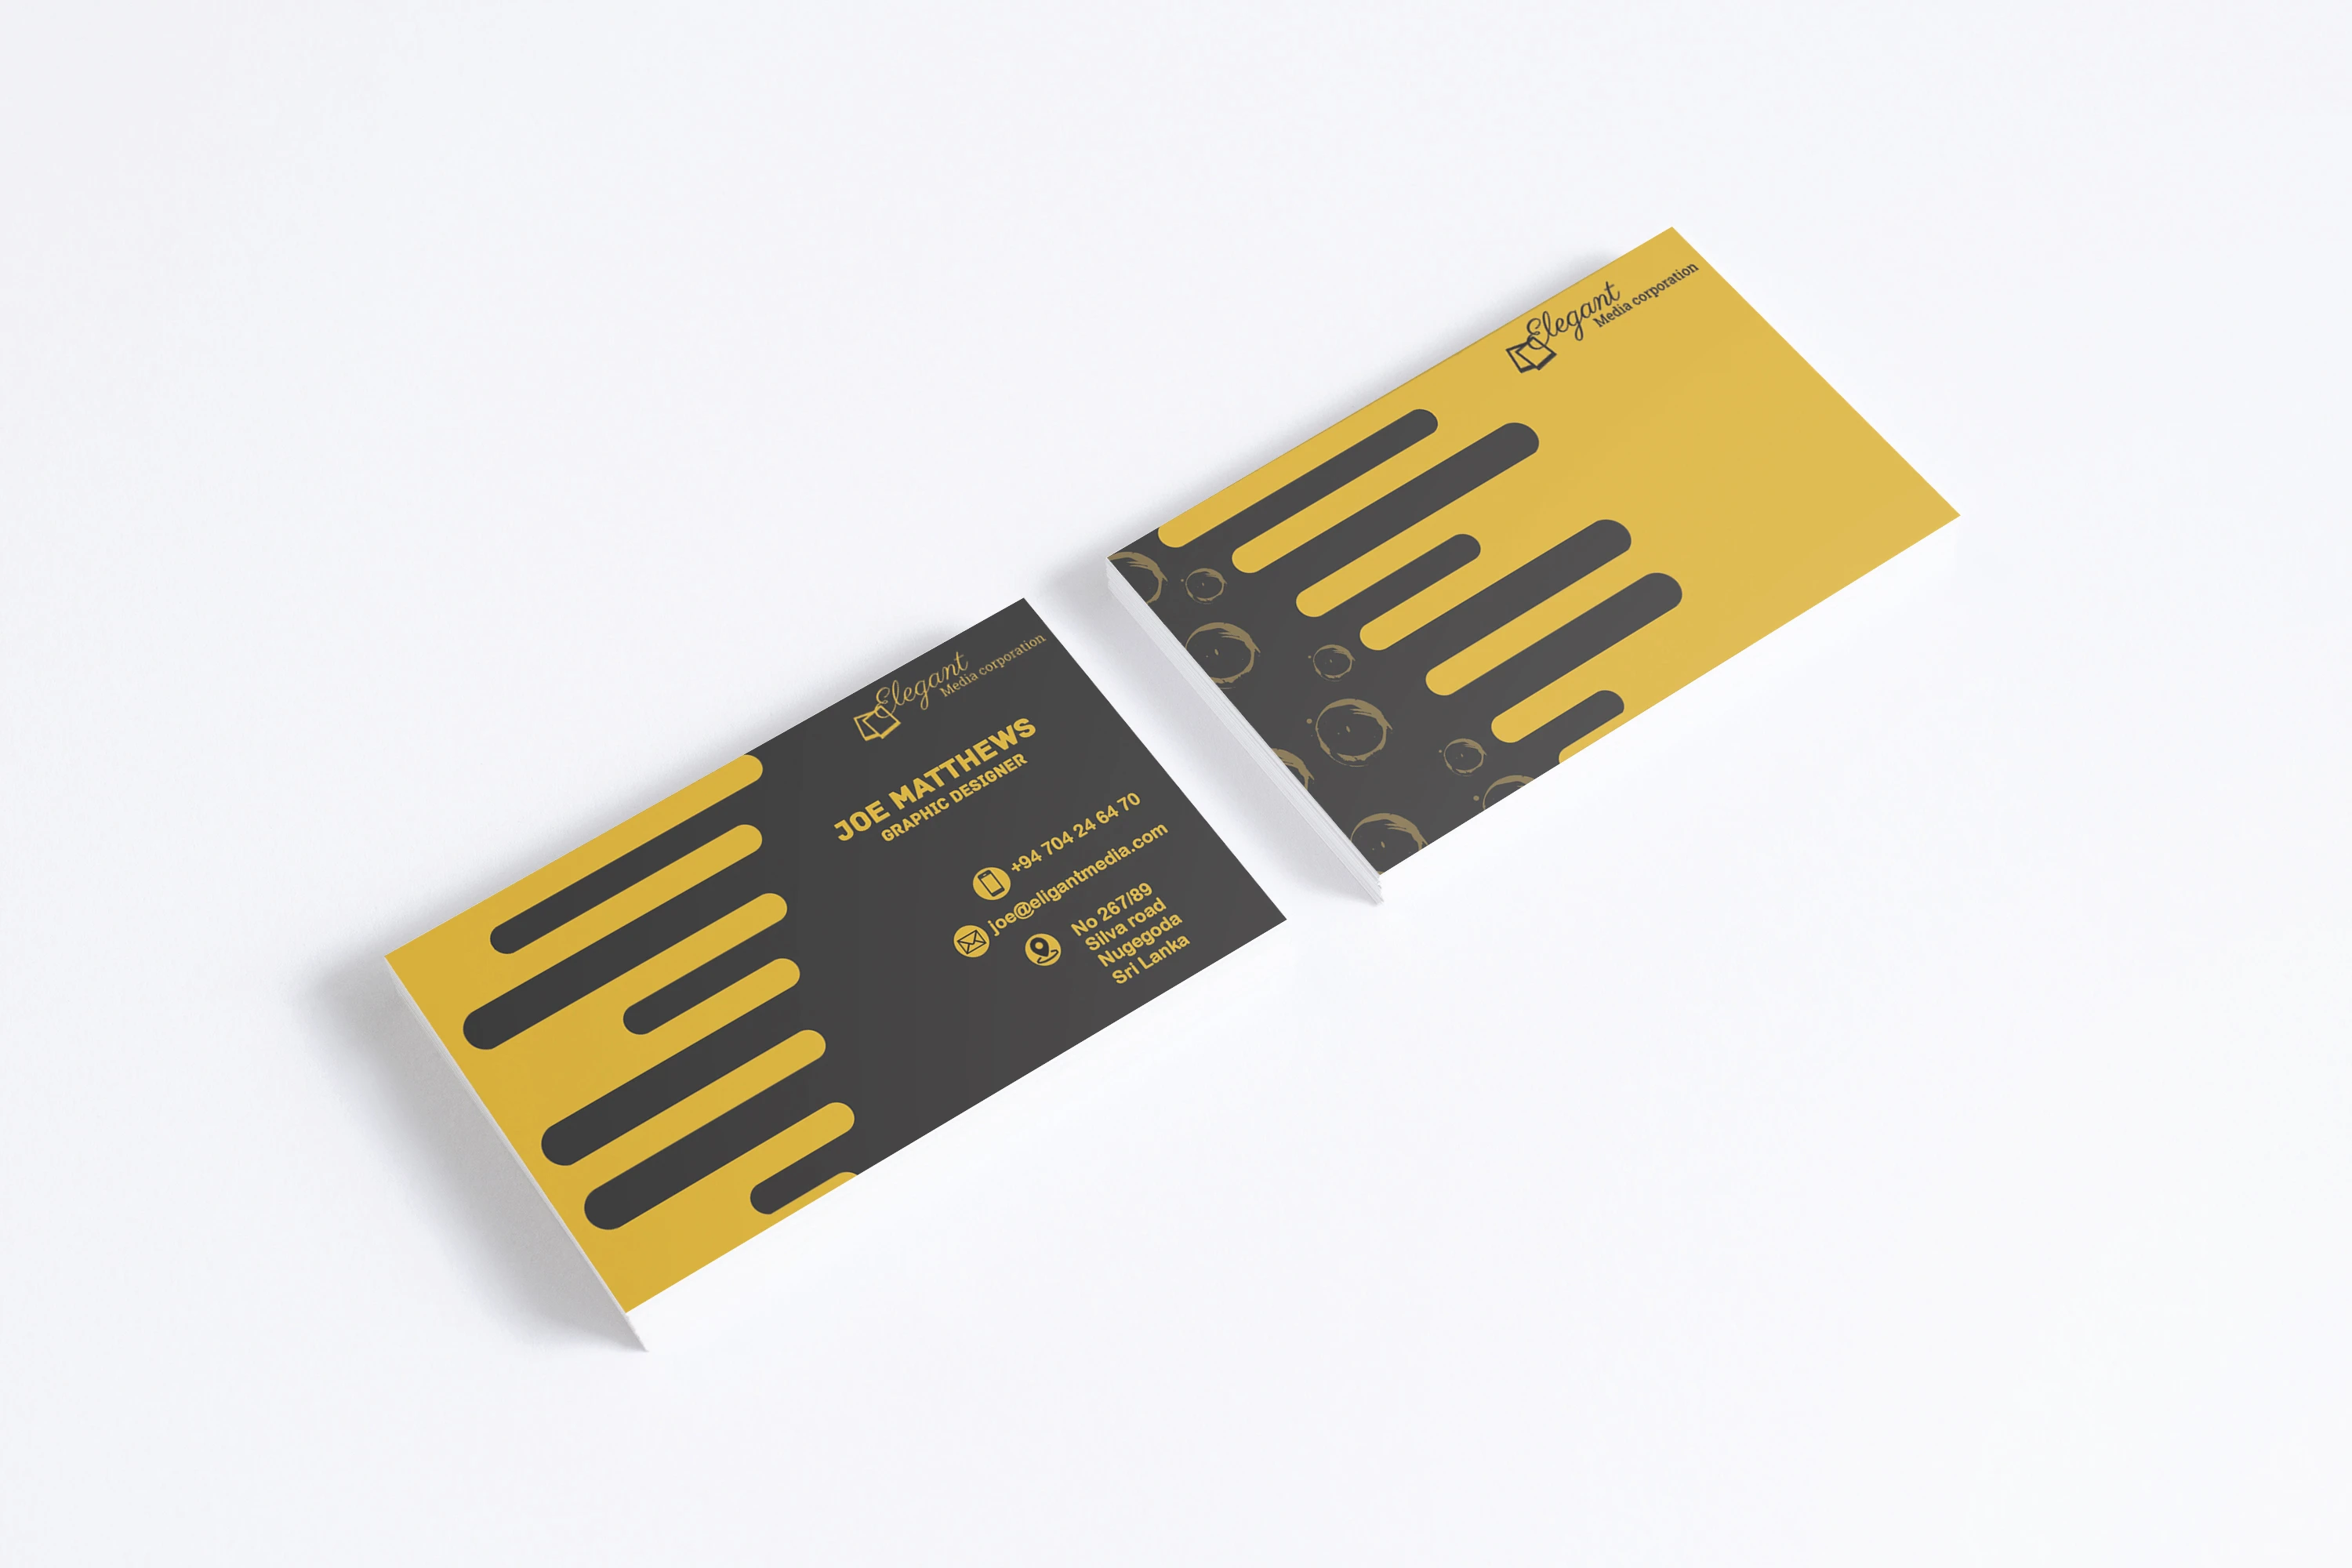 Elegant
Media corporation
JOE MATTHEWS
GRAPHIC DESIGNER
+94 704 24 64 70
joe@eligantmedia.com
No 267/89
Silva road
Nugegoda
Sri Lanka
Elegant
Media corporation